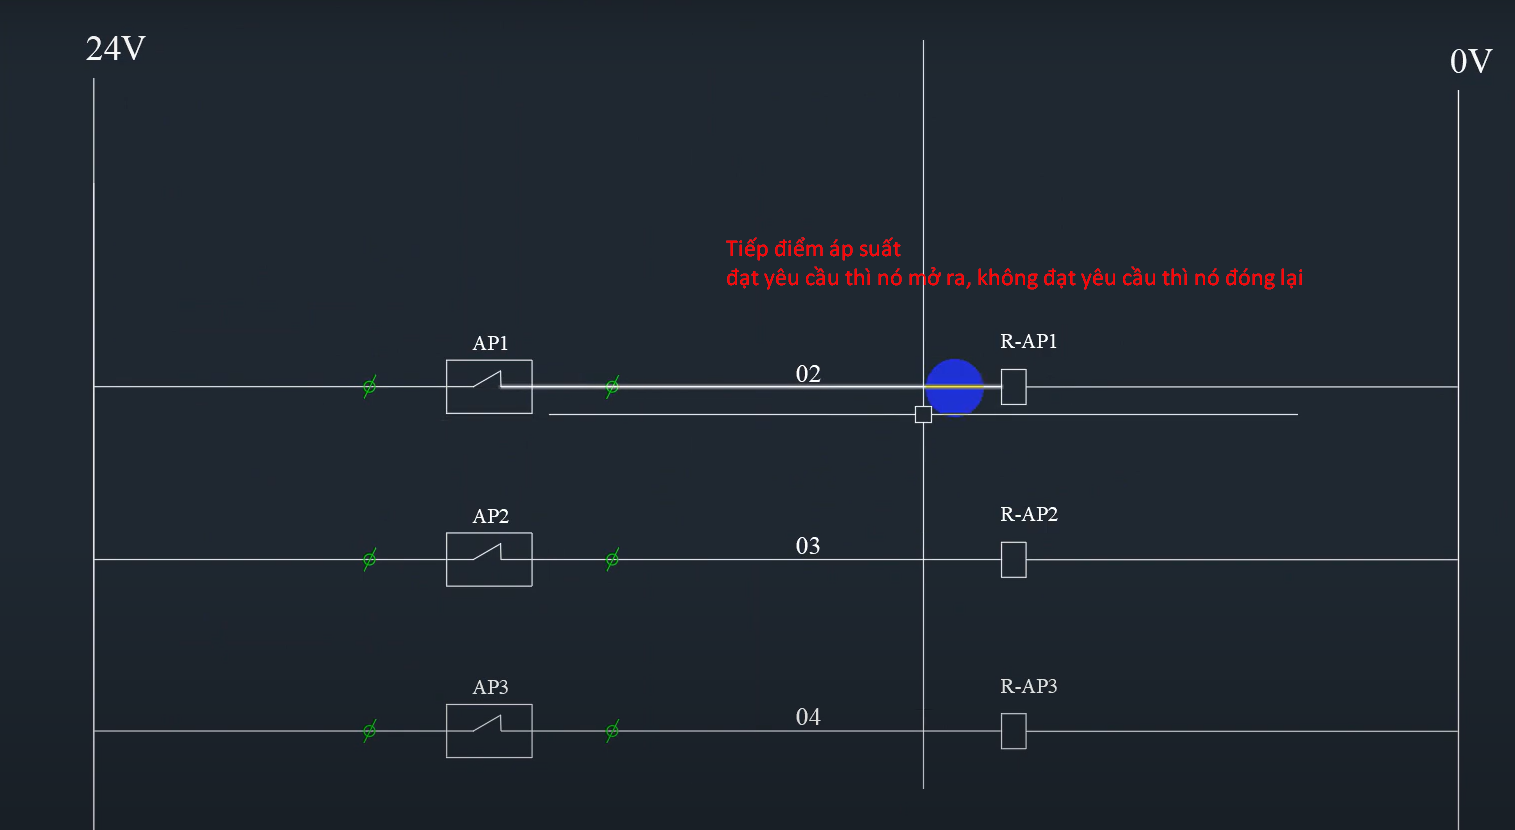 24V
0V
Tiếp điểm áp suất
đạt yêu cầu thì nó mở ra, không đạt yêu cầu thì nó đóng lại
AP1
02
R-AP1
AP2
03
R-AP2
AP3
04
R-AP3